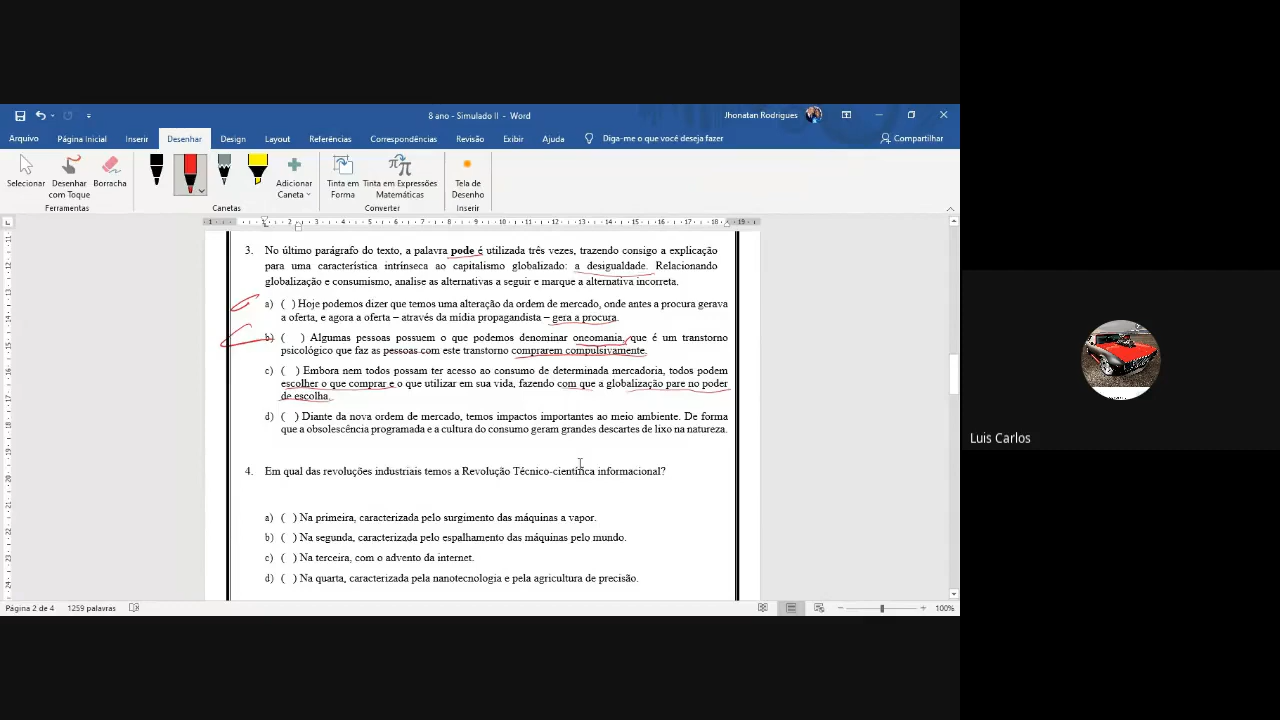 8 ano - Simulado II - Word
Jhonatan Rodrigues
Arquivo Página Inicial Inserir Desenhar Design Layout Referências Correspondências Revisão Exibir Ajuda Diga-me o que você deseja fazer Compartilhar
Selecionar
Desenhar com Toque
Borracha
Adicionar Caneta
Tinta em Forma
Tinta em Expressões Matemáticas
Tela de Desenho
Ferramentas Canetas Converter Inserir
3. No último parágrafo do texto, a palavra pode é utilizada três vezes, trazendo consigo a explicação
para uma característica intrínseca ao capitalismo globalizado: a desigualdade. Relacionando
globalização e consumismo, analise as alternativas a seguir e marque a alternativa incorreta.
a) ( ) Hoje podemos dizer que temos uma alteração da ordem de mercado, onde antes a procura gerava
a oferta, e agora a oferta – através da mídia propagandista – gera a procura.
b) ( ) Algumas pessoas possuem o que podemos denominar oneomania, que é um transtorno
psicológico que faz as pessoas com este transtorno comprarem compulsivamente.
c) ( ) Embora nem todos possam ter acesso ao consumo de determinada mercadoria, todos podem
escolher o que comprar e o que utilizar em sua vida, fazendo com que a globalização pare no poder
de escolha.
d) ( ) Diante da nova ordem de mercado, temos impactos importantes ao meio ambiente. De forma
que a obsolescência programada e a cultura do consumo geram grandes descartes de lixo na natureza.
4. Em qual das revoluções industriais temos a Revolução Técnico-científica informacional?
a) ( ) Na primeira, caracterizada pelo surgimento das máquinas a vapor.
b) ( ) Na segunda, caracterizada pelo espalhamento das máquinas pelo mundo.
c) ( ) Na terceira, com o advento da internet.
d) ( ) Na quarta, caracterizada pela nanotecnologia e pela agricultura de precisão.
Página 2 de 4 1259 palavras 100%
Luis Carlos